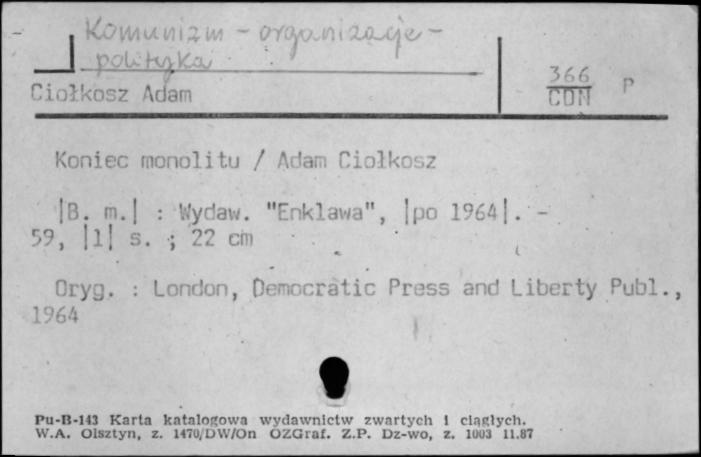 Komunizm - organizacje -
polityka
Ciołkosz Adam
366
CDN
P
Koniec monolitu / Adam Ciołkosz
|B. m.| : Wydaw. "Enklawa", |po 1964|. -
59, |1| s. ; 22 cm
Oryg. : London, Democratic Press and Liberty Publ.,
1964
Pu-B-143 Karta katalogowa wydawnictw zwartych i ciągłych.
W.A. Olsztyn, z. 1470/DW/On OZGraf. Z.P. Dz-wo, z. 1003 11.87